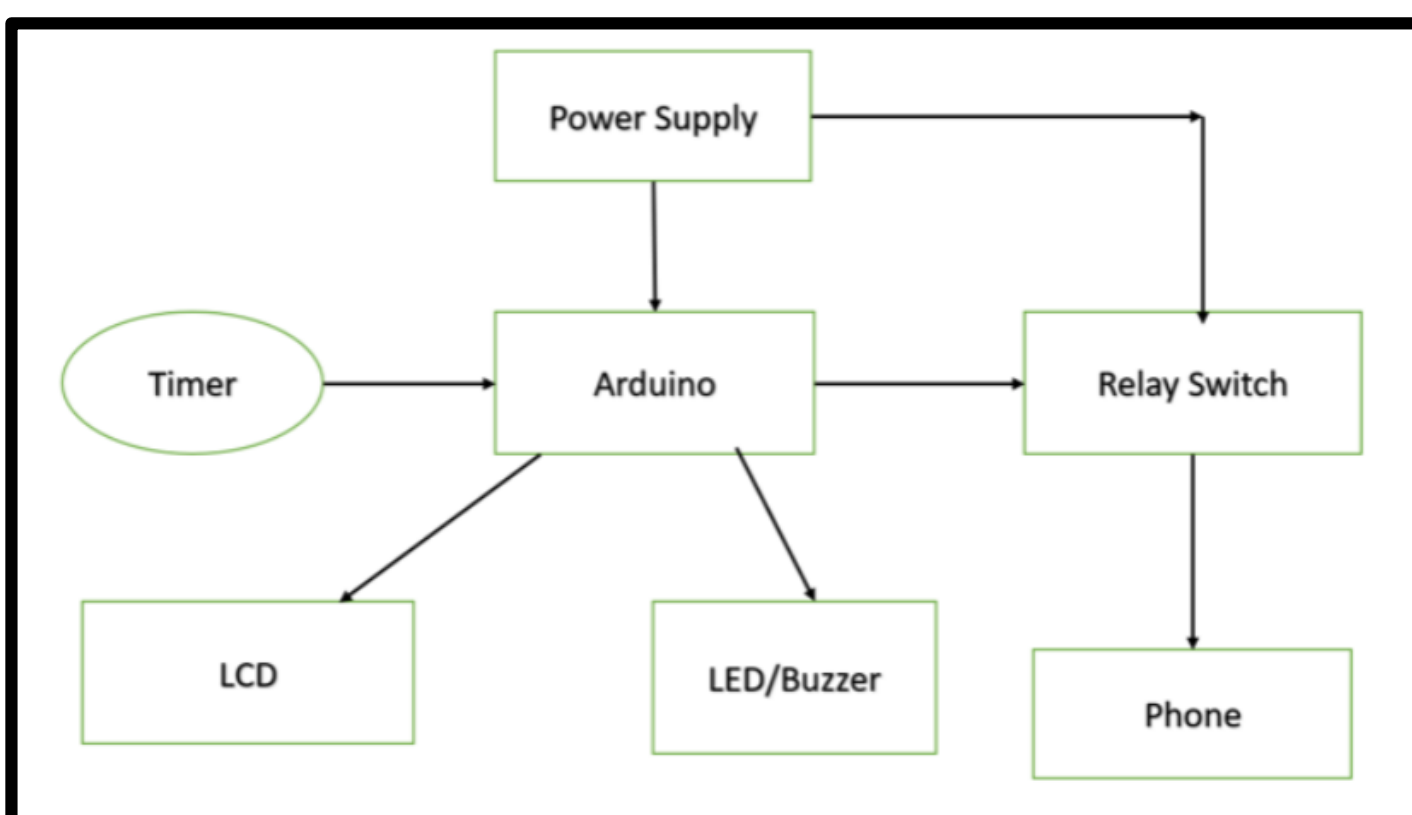 Power Supply
Timer
Arduino
Relay Switch
LCD
LED/Buzzer
Phone